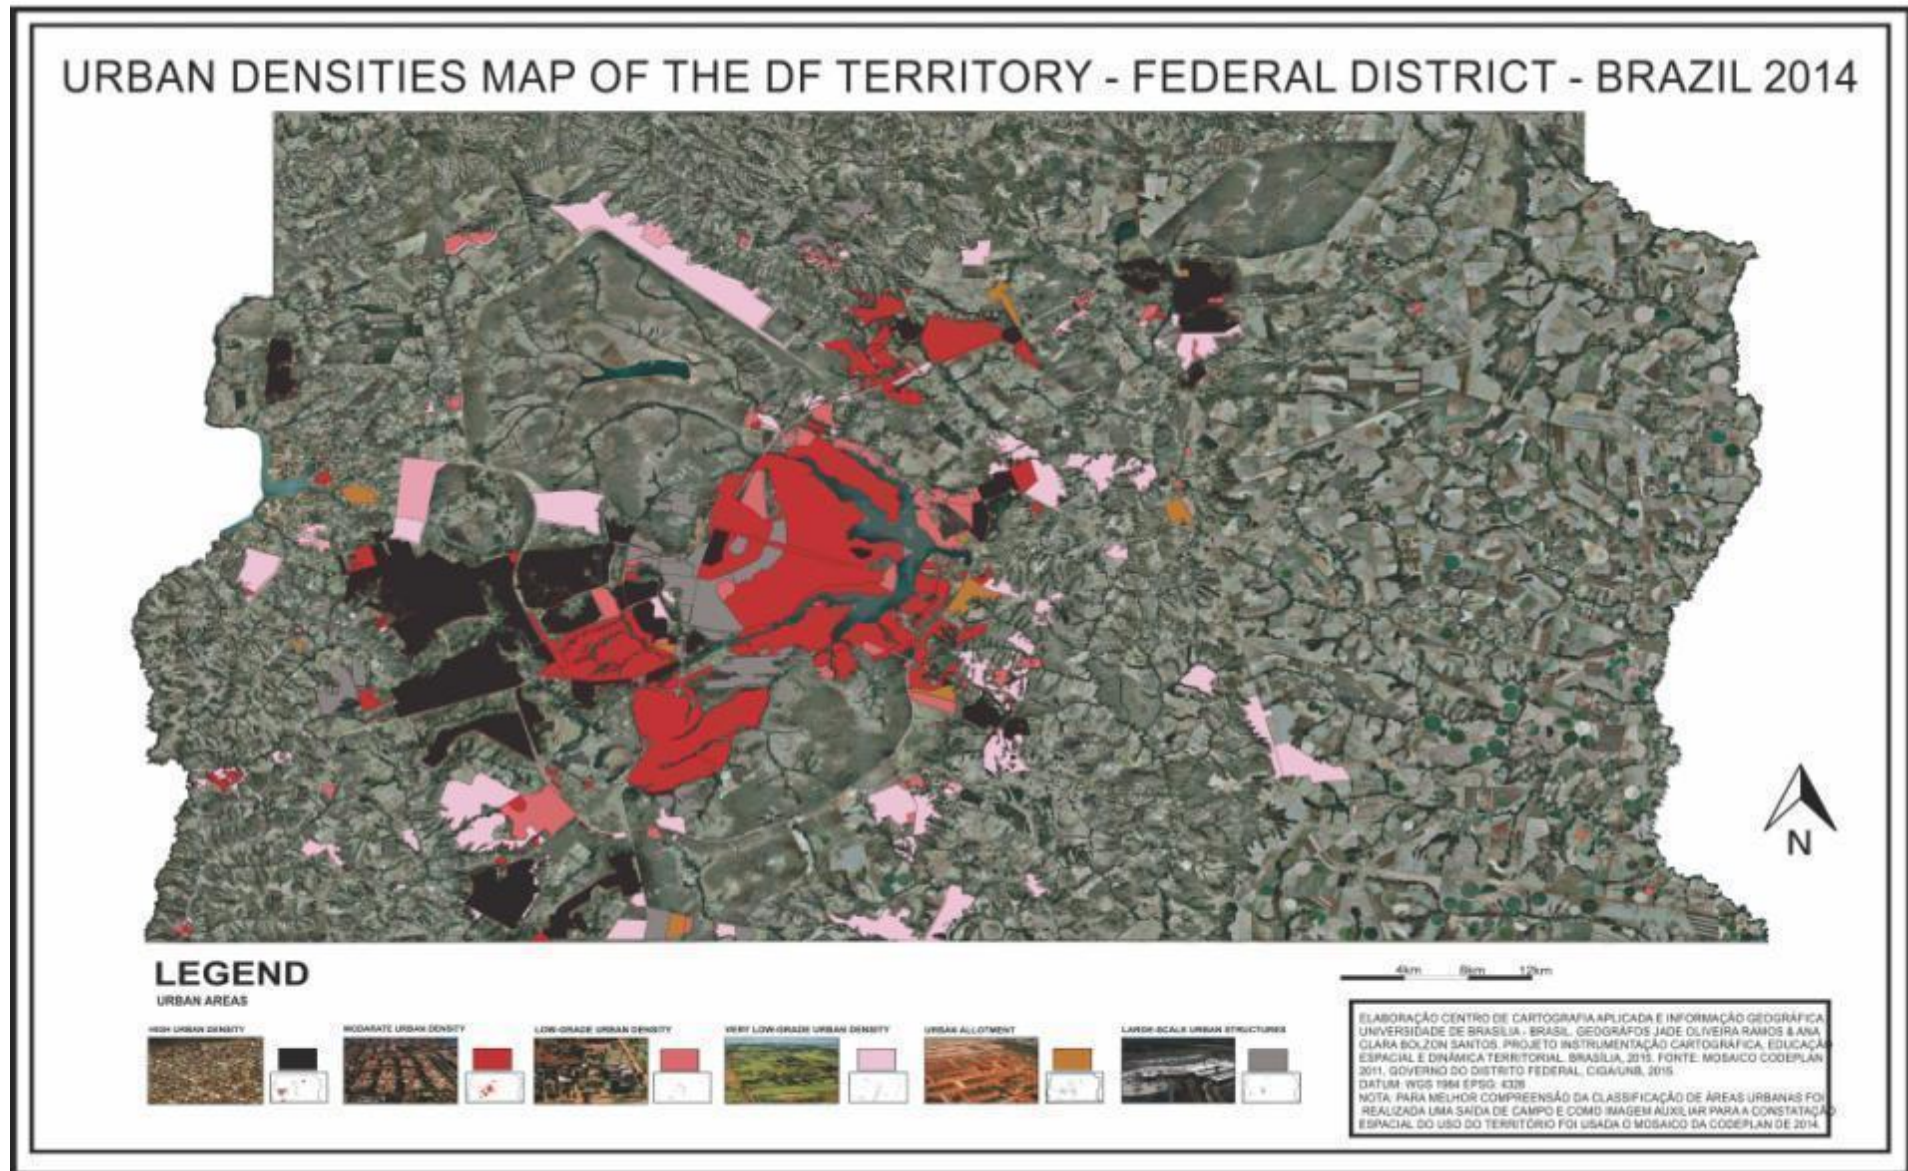 URBAN DENSITIES MAP OF THE DF TERRITORY - FEDERAL DISTRICT - BRAZIL 2014
N
LEGEND
URBAN AREAS
HIGH URBAN DENSITY
MODARATE URBAN DENSITY
LOW-GRADE URBAN DENSITY
VERY LOW-GRADE URBAN DENSITY
URBAN ALLOTMENT
LARGE-SCALE URBAN STRUCTURES
4km 8km 12km
ELABORAÇÃO CENTRO DE CARTOGRAFIA APLICADA E INFORMAÇÃO GEOGRÁFICA
UNIVERSIDADE DE BRASILIA - BRASIL. GEOGRÁFOS JADE OLIVEIRA RAMOS & ANA
CLARA BOLZON SANTOS. PROJETO INSTRUMENTAÇÃO CARTOGRÁFICA, EDUCAÇÃO
ESPACIAL E DINÂMICA TERRITORIAL. BRASÍLIA, 2015. FONTE: MOSAICO CODEPLAN
2011, GOVERNO DO DISTRITO FEDERAL, CIGA/UNB, 2015.
DATUM: WGS 1984 EPSG: 4326
NOTA: PARA MELHOR COMPREENSÃO DA CLASSIFICAÇÃO DE ÁREAS URBANAS FOI
REALIZADA UMA SAÍDA DE CAMPO E COMO IMAGEM AUXILIAR PARA A CONSTATAÇÃO
ESPACIAL DO USO DO TERRITÓRIO FOI USADA O MOSAICO DA CODEPLAN DE 2014.